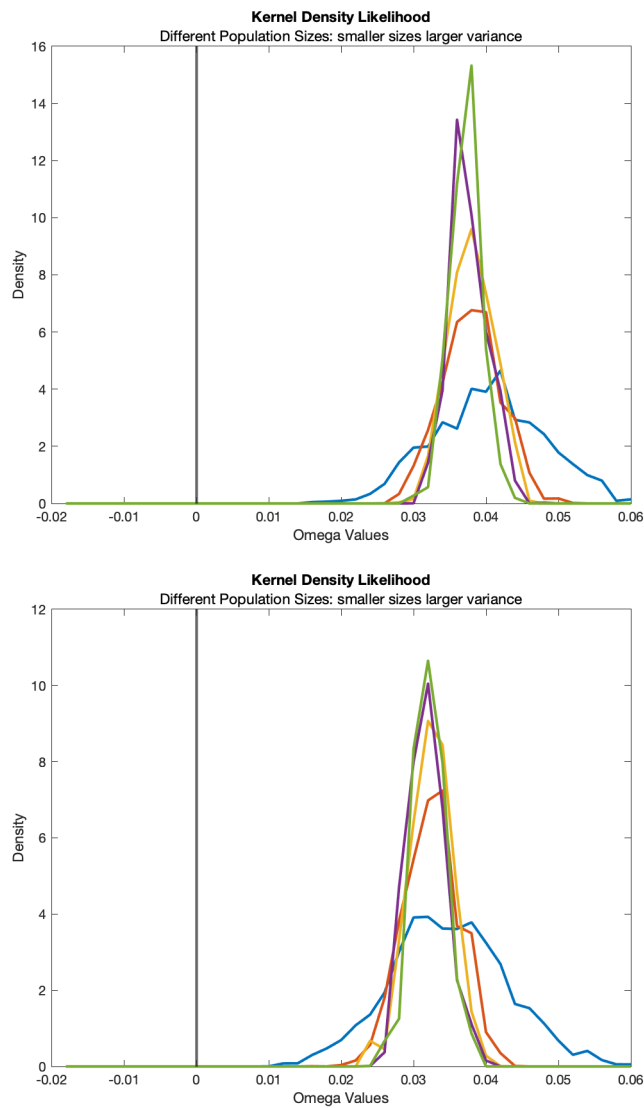 Kernel Density Likelihood
Different Population Sizes: smaller sizes larger variance
16
14
12
10
8
6
4
2
0
Density
-0.02 -0.01 0 0.01 0.02 0.03 0.04 0.05 0.06
Omega Values
Kernel Density Likelihood
Different Population Sizes: smaller sizes larger variance
12
10
8
6
4
2
0
Density
-0.02 -0.01 0 0.01 0.02 0.03 0.04 0.05 0.06
Omega Values